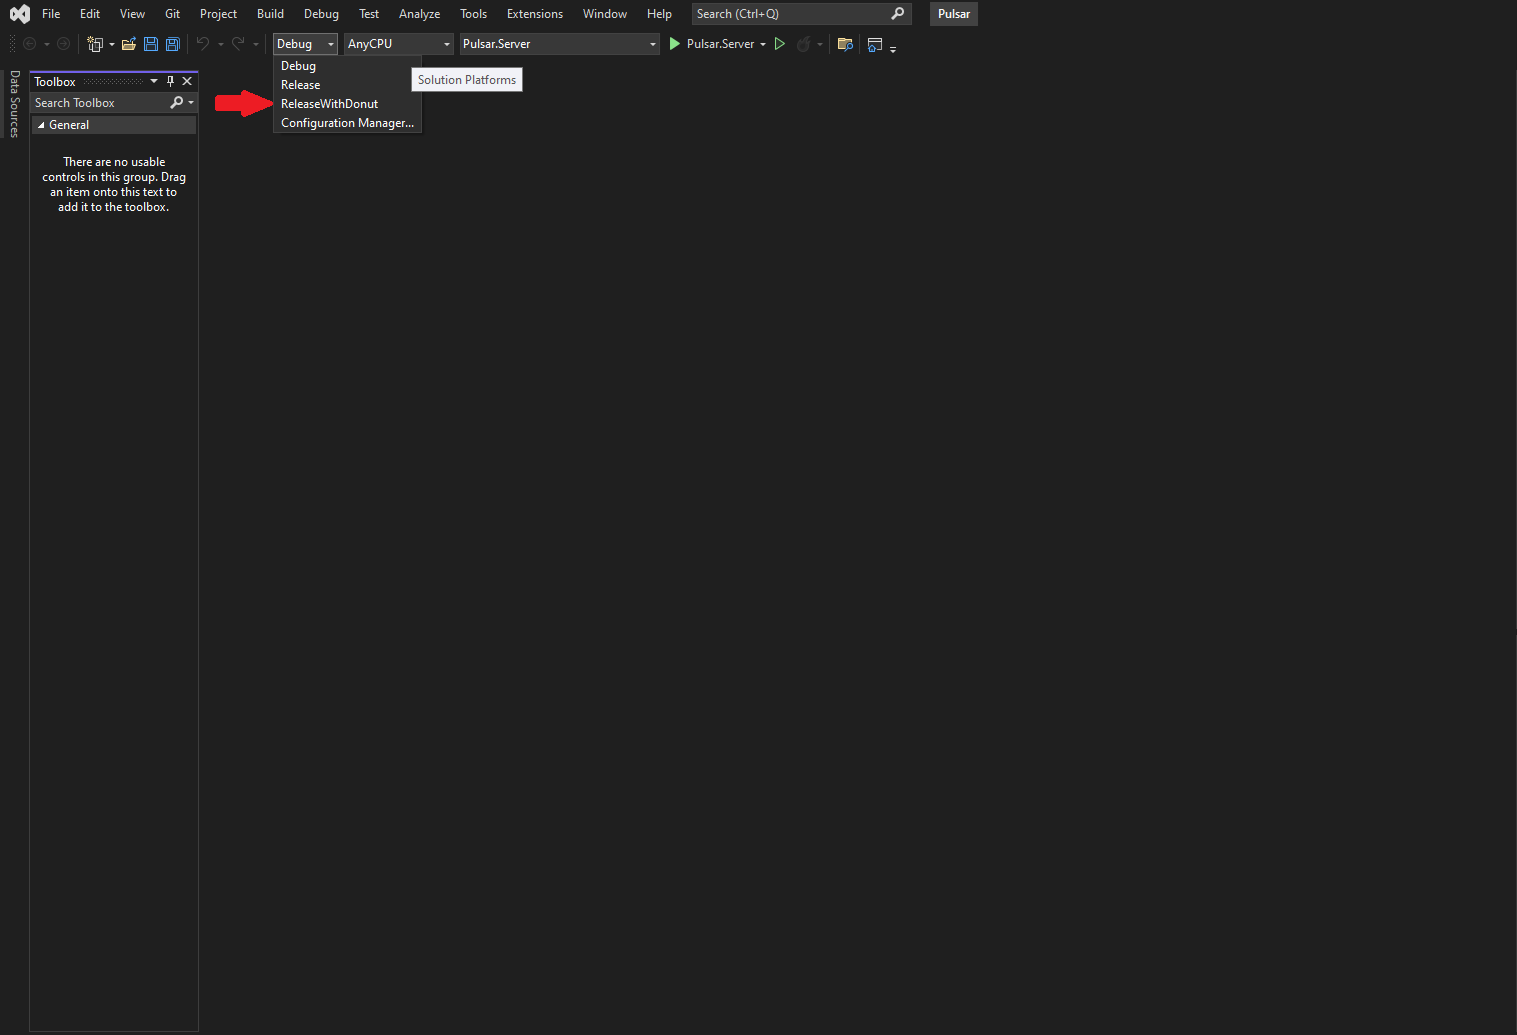 File Edit View Git Project Build Debug Test Analyze Tools Extensions Window Help Search (Ctrl+Q) Pulsar
Debug AnyCPU Pulsar.Server Pulsar.Server
Debug
Release
ReleaseWithDonut
Configuration Manager...
Solution Platforms
Data Sources
Toolbox
Search Toolbox
General
There are no usable
controls in this group. Drag
an item onto this text to
add it to the toolbox.